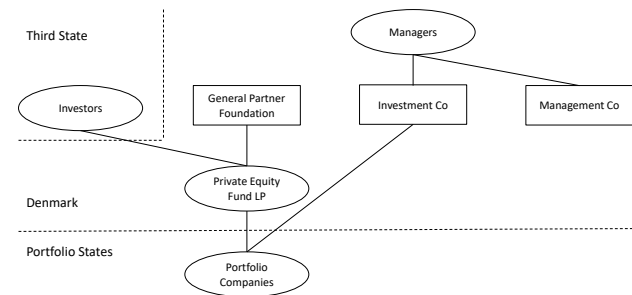 Third State
Managers
Investors
General Partner
Foundation
Investment Co
Management Co
Private Equity
Fund LP
Denmark
Portfolio States
Portfolio
Companies